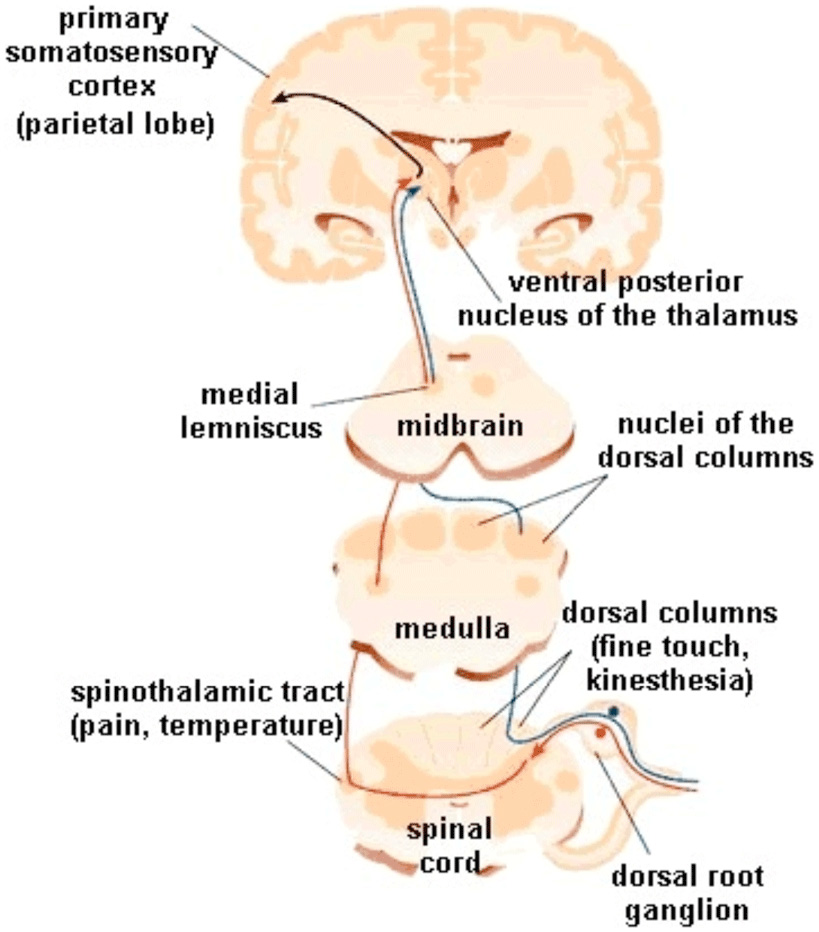 primary
somatosensory
cortex
(parietal lobe)
ventral posterior
nucleus of the thalamus
medial
lemniscus
midbrain
nuclei of the
dorsal columns
medulla
dorsal columns
(fine touch,
kinesthesia)
spinothalamic tract
(pain, temperature)
spinal
cord
dorsal root
ganglion